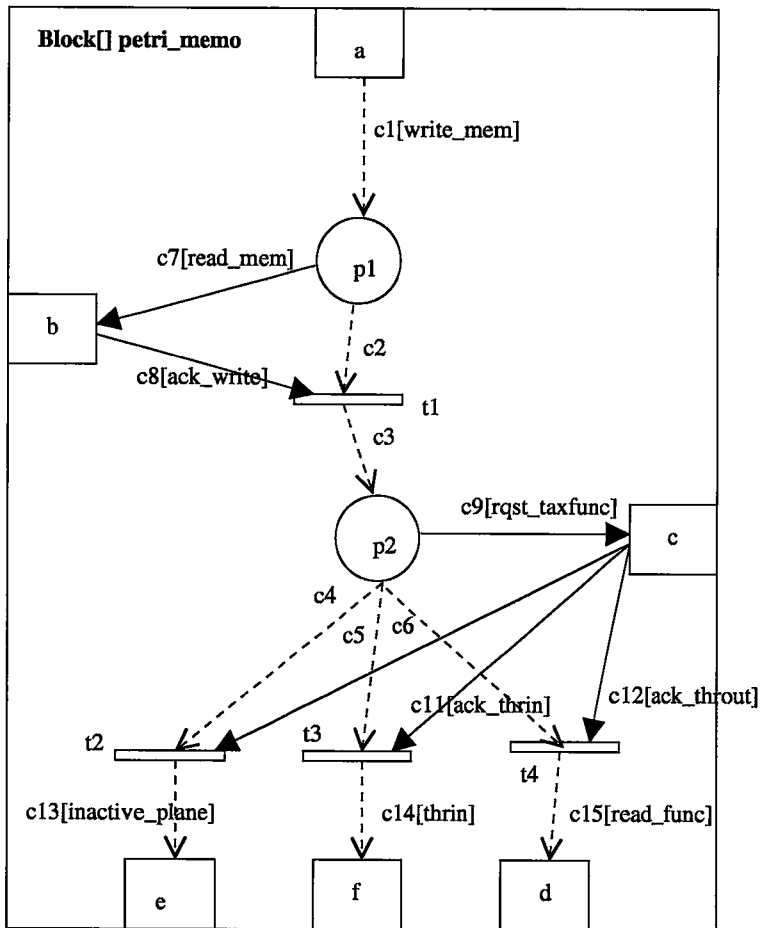 Block[] petri_memo
a
c1[write_mem]
c7[read_mem]
p1
b
c2
c8[ack_write]
t1
c3
c9[rqst_taxfunc]
p2
c
c4
c5
c6
c11[ack_thrin]
c12[ack_throut]
t2
t3
t4
c13[inactive_plane]
c14[thrin]
c15[read_func]
e
f
d